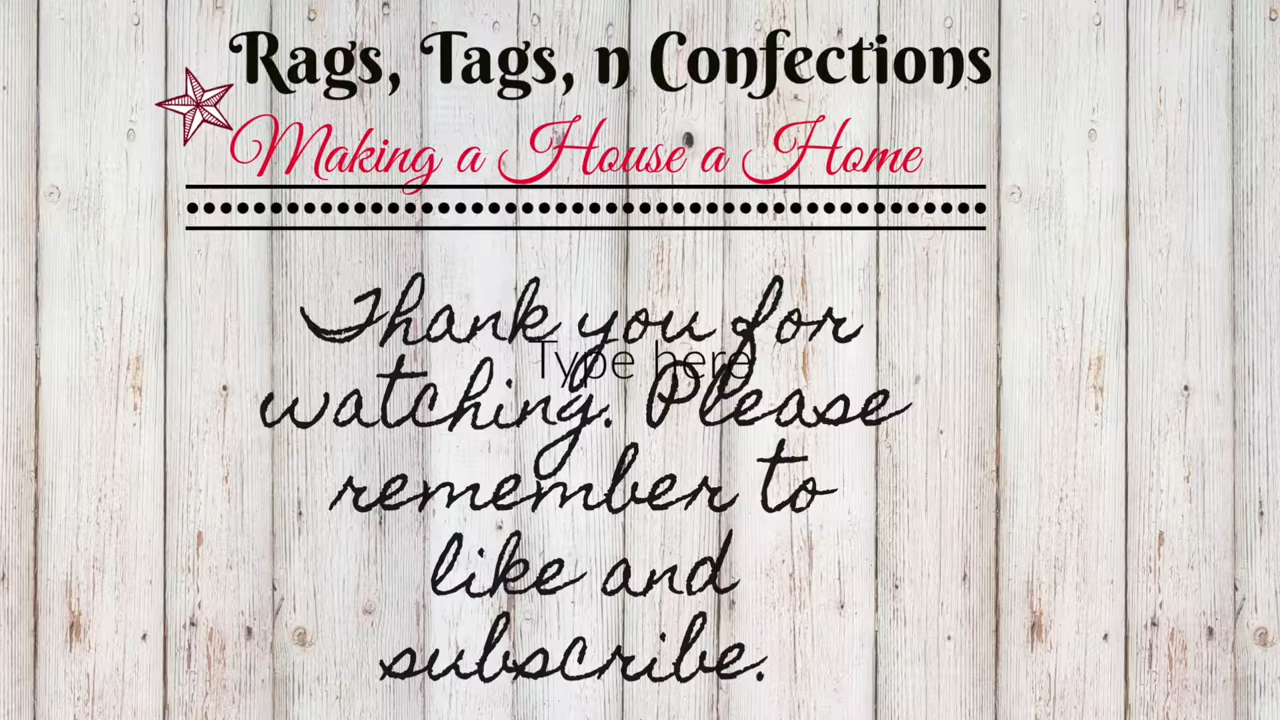 Rags, Tags, n Confections
Making a House a Home
Thank you for
Type here
watching. Please
remember to
like and
subscribe.